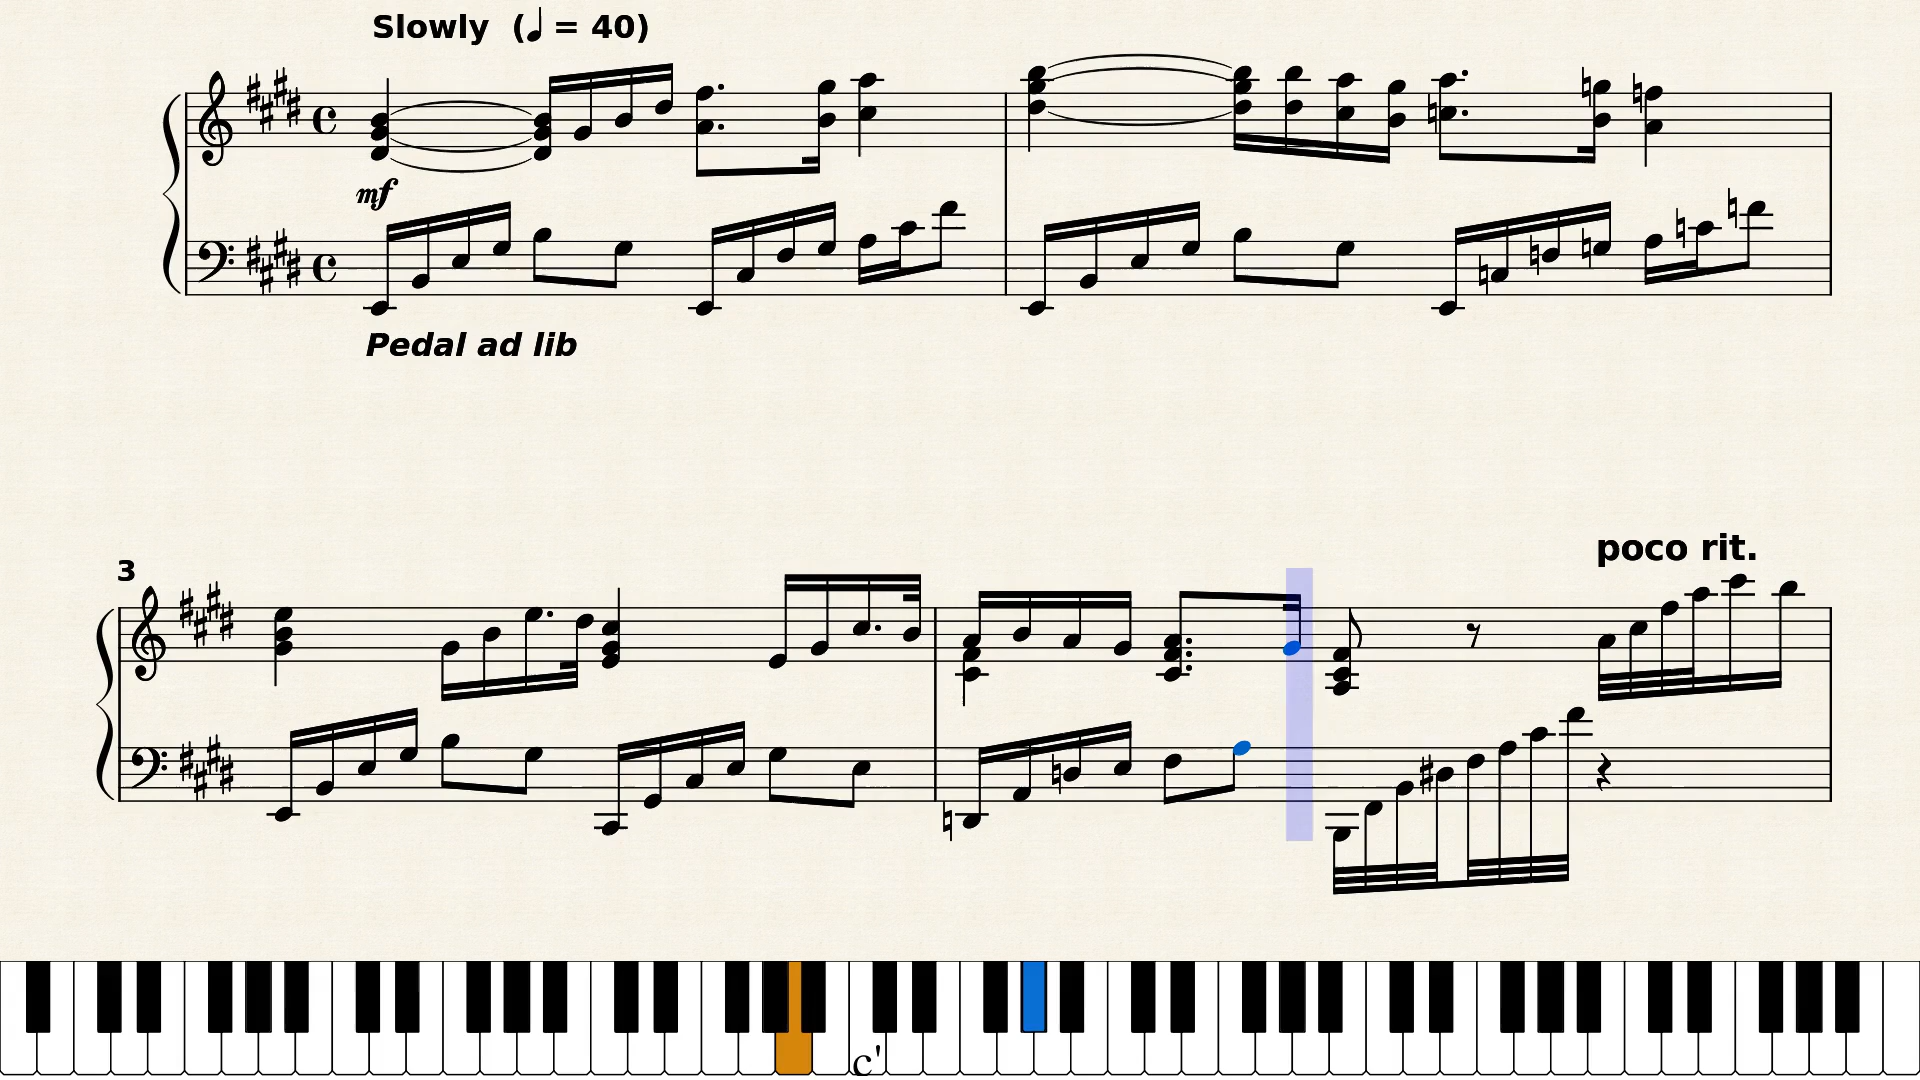 Slowly (♩ = 40)
mf
Pedal ad lib
3
poco rit.
c'